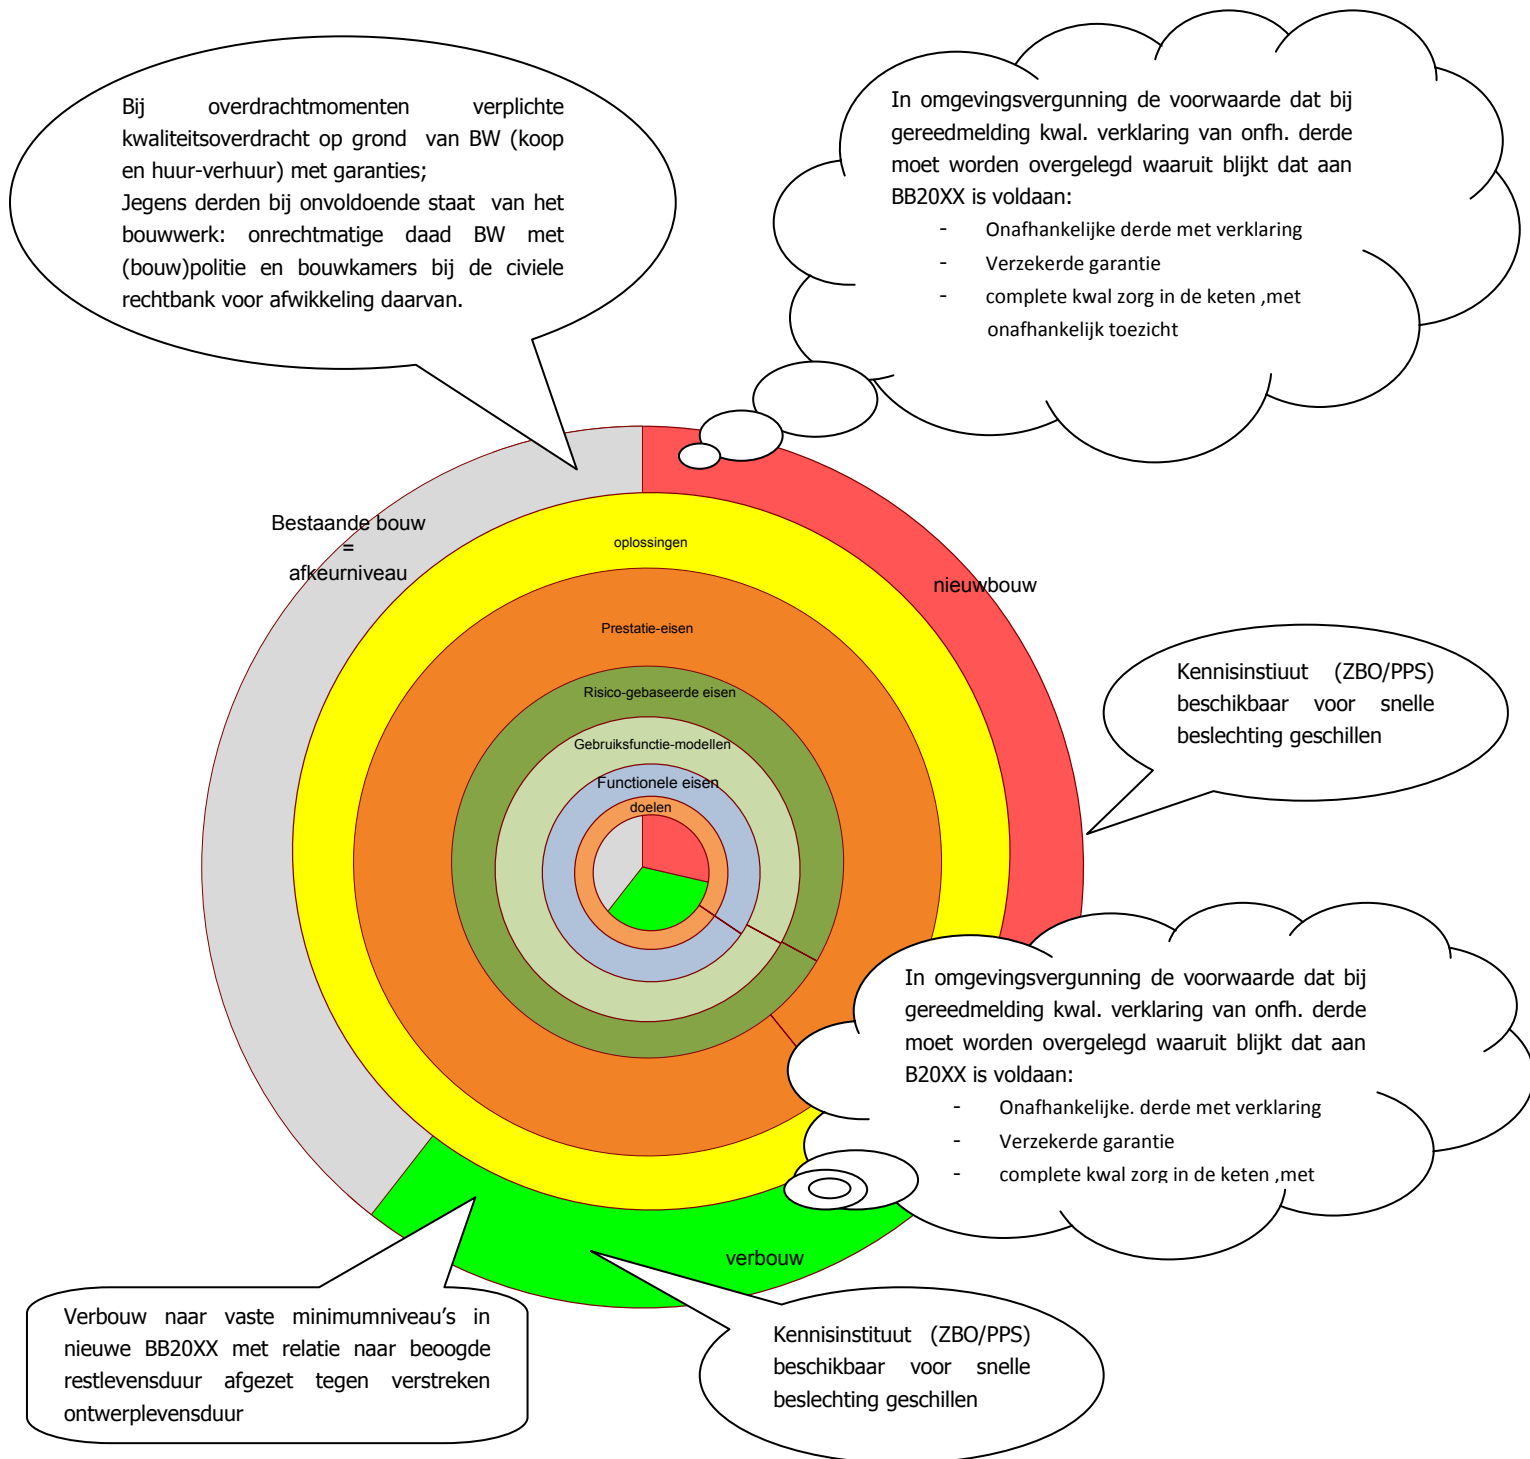 Bij overdrachtmomenten verplichte
kwaliteitsoverdracht op grond van BW (koop
en huur-verhuur) met garanties;
Jegens derden bij onvoldoende staat van het
bouwwerk: onrechtmatige daad BW met
(bouw)politie en bouwkamers bij de civiele
rechtbank voor afwikkeling daarvan.
In omgevingsvergunning de voorwaarde dat bij
gereedmelding kwal. verklaring van onfh. derde
moet worden overgelegd waaruit blijkt dat aan
BB20XX is voldaan:
- Onafhankelijke derde met verklaring
- Verzekerde garantie
- complete kwal zorg in de keten ,met
onafhankelijk toezicht
Bestaande bouw
=
afkeurniveau
oplossingen
nieuwbouw
Prestatie-eisen
Risico-gebaseerde eisen
Gebruiksfunctie-modellen
Functionele eisen
doelen
Kennisinstiuut (ZBO/PPS)
beschikbaar voor snelle
beslechting geschillen
In omgevingsvergunning de voorwaarde dat bij
gereedmelding kwal. verklaring van onfh. derde
moet worden overgelegd waaruit blijkt dat aan
B20XX is voldaan:
- Onafhankelijke. derde met verklaring
- Verzekerde garantie
- complete kwal zorg in de keten ,met
verbouw
Verbouw naar vaste minimumniveau's in
nieuwe BB20XX met relatie naar beoogde
restlevensduur afgezet tegen verstreken
ontwerplevensduur
Kennisinstituut (ZBO/PPS)
beschikbaar voor snelle
beslechting geschillen